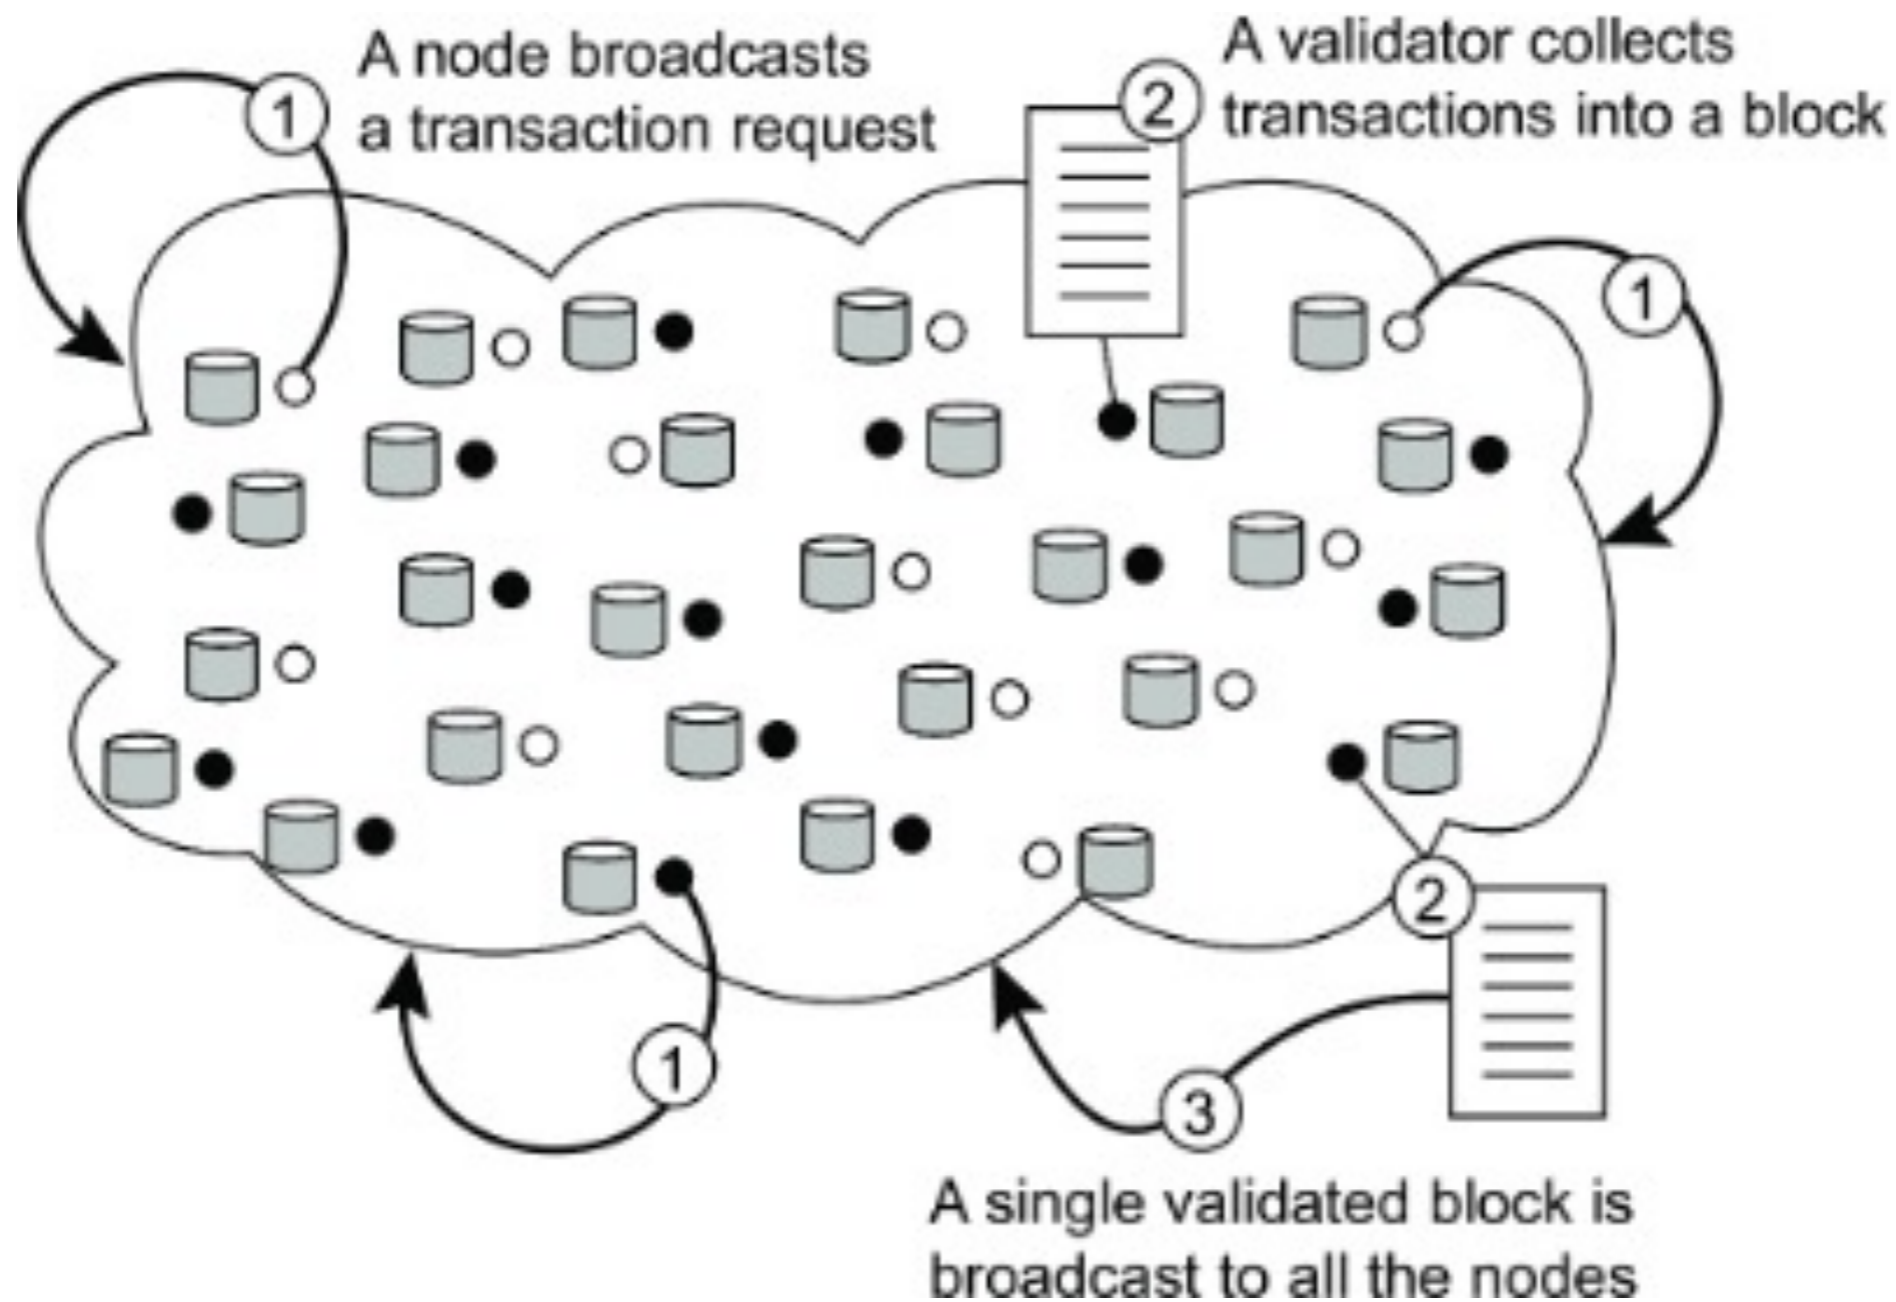 A node broadcasts
a transaction request
1
2
A validator collects
transactions into a block
1
2
1
3
A single validated block is
broadcast to all the nodes